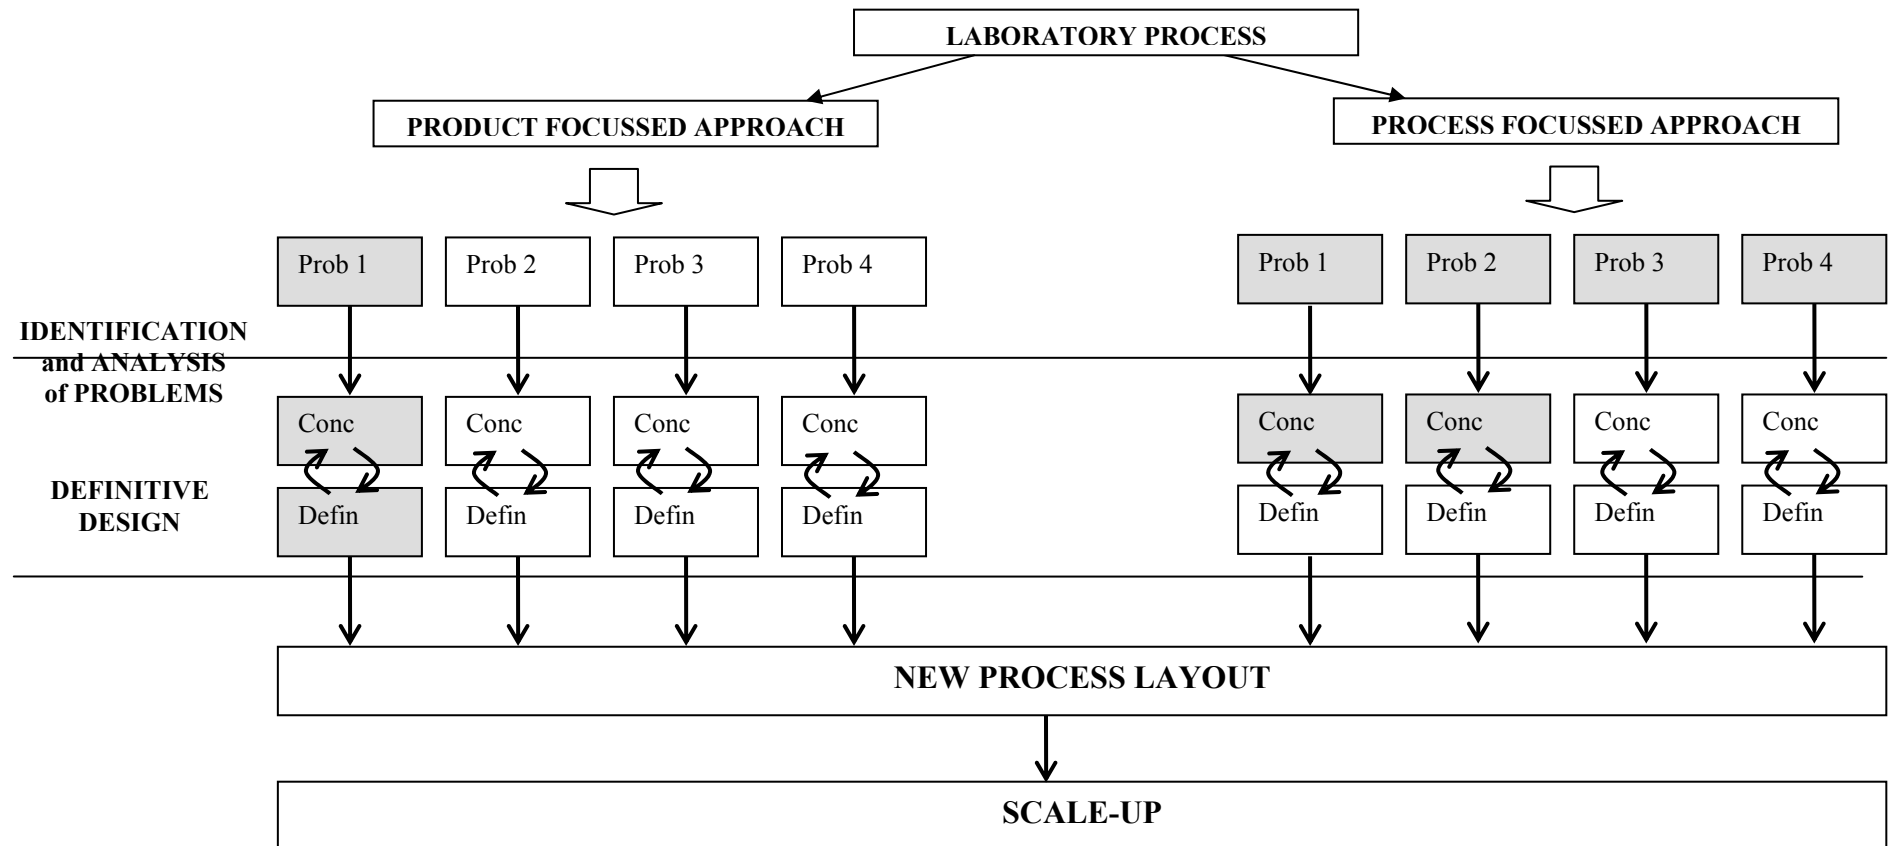 LABORATORY PROCESS
PRODUCT FOCUSSED APPROACH
PROCESS FOCUSSED APPROACH
Prob 1
Prob 2
Prob 3
Prob 4
Prob 1
Prob 2
Prob 3
Prob 4
IDENTIFICATION
and ANALYSIS
of PROBLEMS
Conc
Conc
Conc
Conc
Conc
Conc
Conc
Conc
DEFINITIVE
DESIGN
Defin
Defin
Defin
Defin
Defin
Defin
Defin
Defin
NEW PROCESS LAYOUT
SCALE-UP